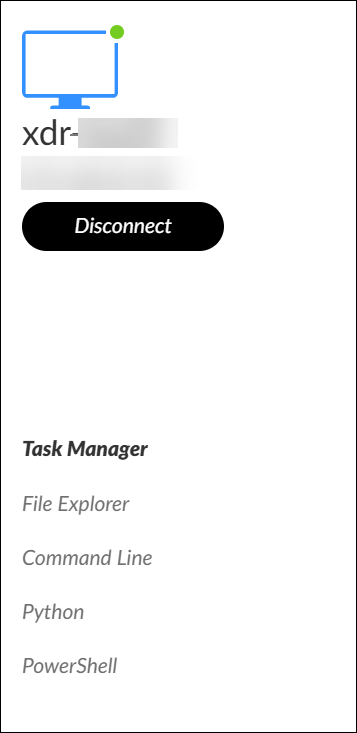 xdr-
Disconnect
Task Manager
File Explorer
Command Line
Python
PowerShell